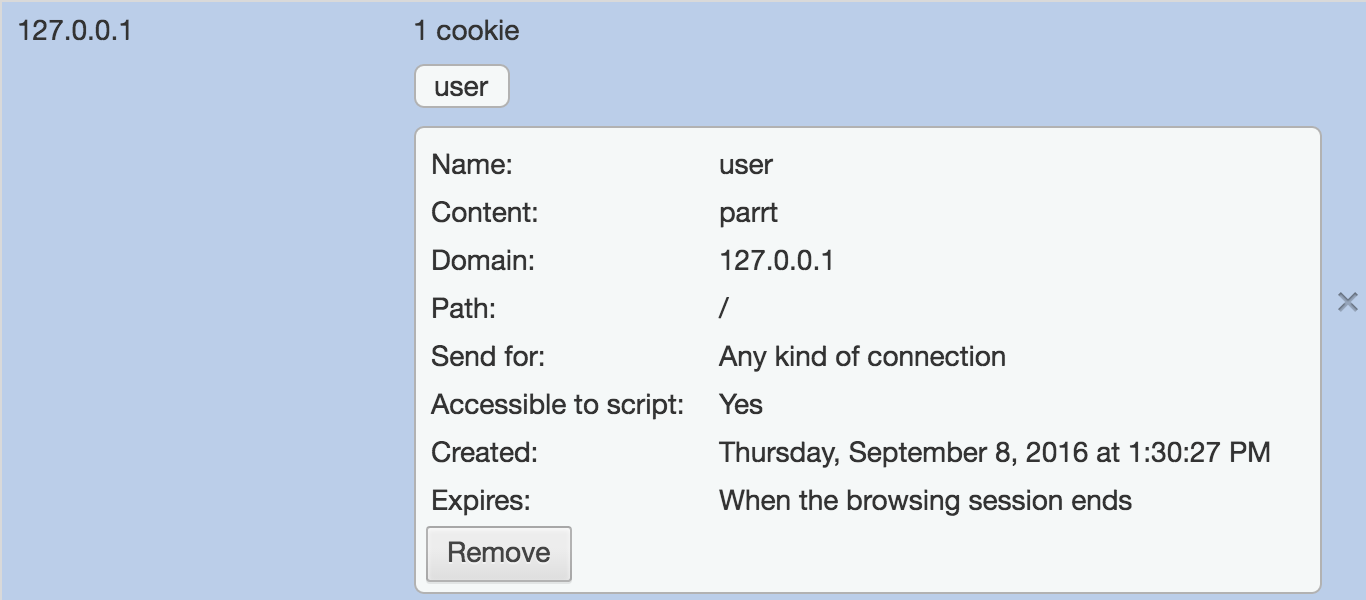 127.0.0.1 1 cookie
user
Name: user
Content: parrt
Domain: 127.0.0.1
Path: /
Send for: Any kind of connection
Accessible to script: Yes
Created: Thursday, September 8, 2016 at 1:30:27 PM
Expires: When the browsing session ends
Remove